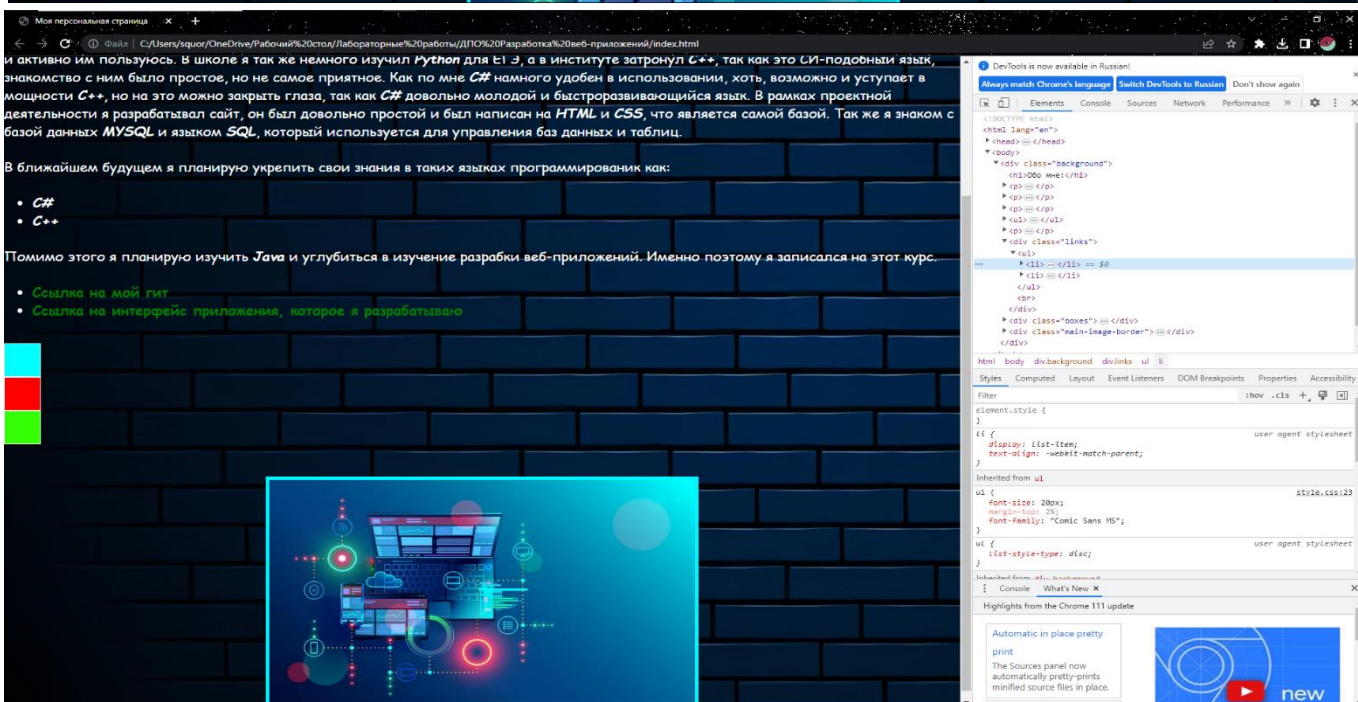 Моя персональная страница
Файл | C:/Users/squor/OneDrive/Рабочий%20стол/Лабораторные%20работы/ДПО%20Разработка%20веб-приложений/index.html
и активно им пользуюсь. В школе я так же немного изучил Python для ЕГЭ, а в институте затронул C++, так как это СИ-подобный язык,
знакомство с ним было простое, но не самое приятное. Как по мне C# намного удобен в использовании, хоть, возможно и уступает в
мощности C++, но на это можно закрыть глаза, так как C# довольно молодой и быстроразвивающийся язык. В рамках проектной
деятельности я разрабатывал сайт, он был довольно простой и был написан на HTML и CSS, что является самой базой. Так же я знаком с
базой данных MYSQL и языком SQL, который используется для управления баз данных и таблиц.
В ближайшем будущем я планирую укрепить свои знания в таких языках программированик как:
• C#
• C++
Помимо этого я планирую изучить Java и углубиться в изучение разрабки веб-приложений. Именно поэтому я записался на этот курс.
• Ссылка на мой гит
• Ссылка на интерфейс приложения, которое я разрабатываю
DevTools is now available in Russian!
Always match Chrome's language Switch DevTools to Russian Don't show again
Elements Console Sources Network Performance »
<!DOCTYPE html>
<html lang="en">
<head> ⋯ </head>
<body>
<div class="background">
<h1>Обо мне:</h1>
<p> ⋯ </p>
<p> ⋯ </p>
<p> ⋯ </p>
<ul> ⋯ </ul>
<p> ⋯ </p>
<div class="links">
<ul>
<li> ⋯ </li> == $0
<li> ⋯ </li>
</ul>
<br>
</div>
<div class="boxes"> ⋯ </div>
<div class="main-image-border"> ⋯ </div>
</div>
html body div.background div.links ul li
Styles Computed Layout Event Listeners DOM Breakpoints Properties Accessibility
Filter :hov .cls +
element.style {
}
li { user agent stylesheet
display: list-item;
text-align: -webkit-match-parent;
}
Inherited from ul
ul { style.css:23
font-size: 20px;
margin-top: 2%;
font-family: "Comic Sans MS";
}
ul { user agent stylesheet
list-style-type: disc;
}
Inherited from div.background
Console What's New ×
Highlights from the Chrome 111 update
Automatic in place pretty
print
The Sources panel now
automatically pretty-prints
minified source files in place.
new